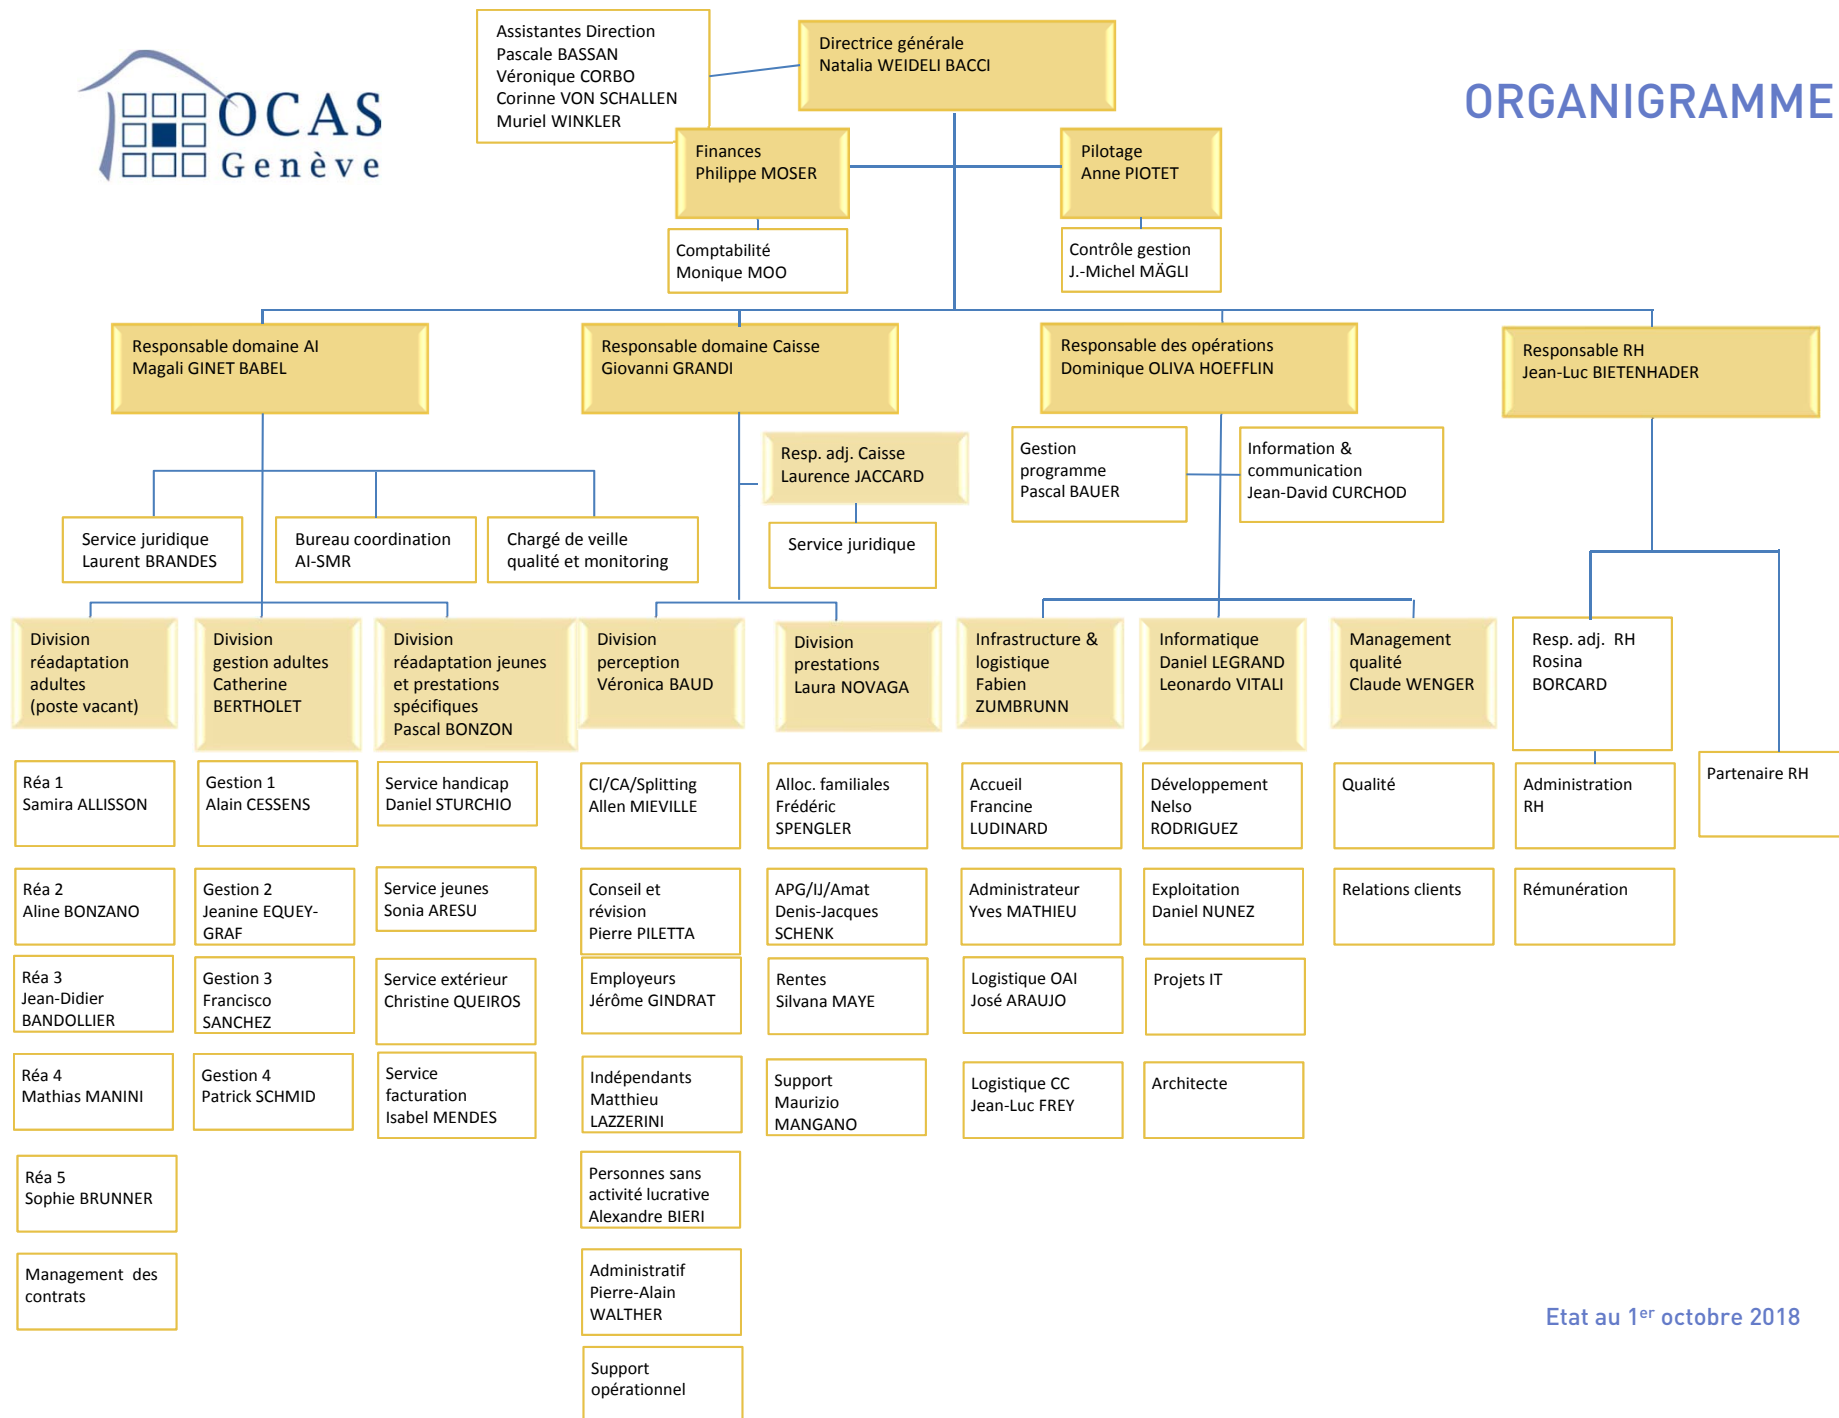 Assistantes Direction
Pascale BASSAN
Véronique CORBO
Corinne VON SCHALLEN
Muriel WINKLER
Directrice générale
Natalia WEIDELI BACCI
OCAS
Genève
ORGANIGRAMME
Finances
Philippe MOSER
Pilotage
Anne PIOTET
Comptabilité
Monique MOO
Contrôle gestion
J.-Michel MÄGLI
Responsable domaine AI
Magali GINET BABEL
Responsable domaine Caisse
Giovanni GRANDI
Responsable des opérations
Dominique OLIVA HOEFFLIN
Responsable RH
Jean-Luc BIETENHADER
Resp. adj. Caisse
Laurence JACCARD
Gestion
programme
Pascal BAUER
Information &
communication
Jean-David CURCHOD
Service juridique
Laurent BRANDES
Bureau coordination
AI-SMR
Chargé de veille
qualité et monitoring
Service juridique
Division
réadaptation
adultes
(poste vacant)
Division
gestion adultes
Catherine
BERTHOLET
Division
réadaptation jeunes
et prestations
spécifiques
Pascal BONZON
Division
perception
Véronica BAUD
Division
prestations
Laura NOVAGA
Infrastructure &
logistique
Fabien
ZUMBRUNN
Informatique
Daniel LEGRAND
Leonardo VITALI
Management
qualité
Claude WENGER
Resp. adj.  RH
Rosina
BORCARD
Réa 1
Samira ALLISSON
Gestion 1
Alain CESSENS
Service handicap
Daniel STURCHIO
CI/CA/Splitting
Allen MIEVILLE
Alloc. familiales
Frédéric
SPENGLER
Accueil
Francine
LUDINARD
Développement
Nelso
RODRIGUEZ
Qualité
Administration
RH
Partenaire RH
Réa 2
Aline BONZANO
Gestion 2
Jeanine EQUEY-
GRAF
Service jeunes
Sonia ARESU
Conseil et
révision
Pierre PILETTA
APG/IJ/Amat
Denis-Jacques
SCHENK
Administrateur
Yves MATHIEU
Exploitation
Daniel NUNEZ
Relations clients
Rémunération
Réa 3
Jean-Didier
BANDOLLIER
Gestion 3
Francisco
SANCHEZ
Service extérieur
Christine QUEIROS
Employeurs
Jérôme GINDRAT
Rentes
Silvana MAYE
Logistique OAI
José ARAUJO
Projets IT
Réa 4
Mathias MANINI
Gestion 4
Patrick SCHMID
Service
facturation
Isabel MENDES
Indépendants
Matthieu
LAZZERINI
Support
Maurizio
MANGANO
Logistique CC
Jean-Luc FREY
Architecte
Réa 5
Sophie BRUNNER
Personnes sans
activité lucrative
Alexandre BIERI
Management  des
contrats
Administratif
Pierre-Alain
WALTHER
Support
opérationnel
Etat au 1er octobre 2018